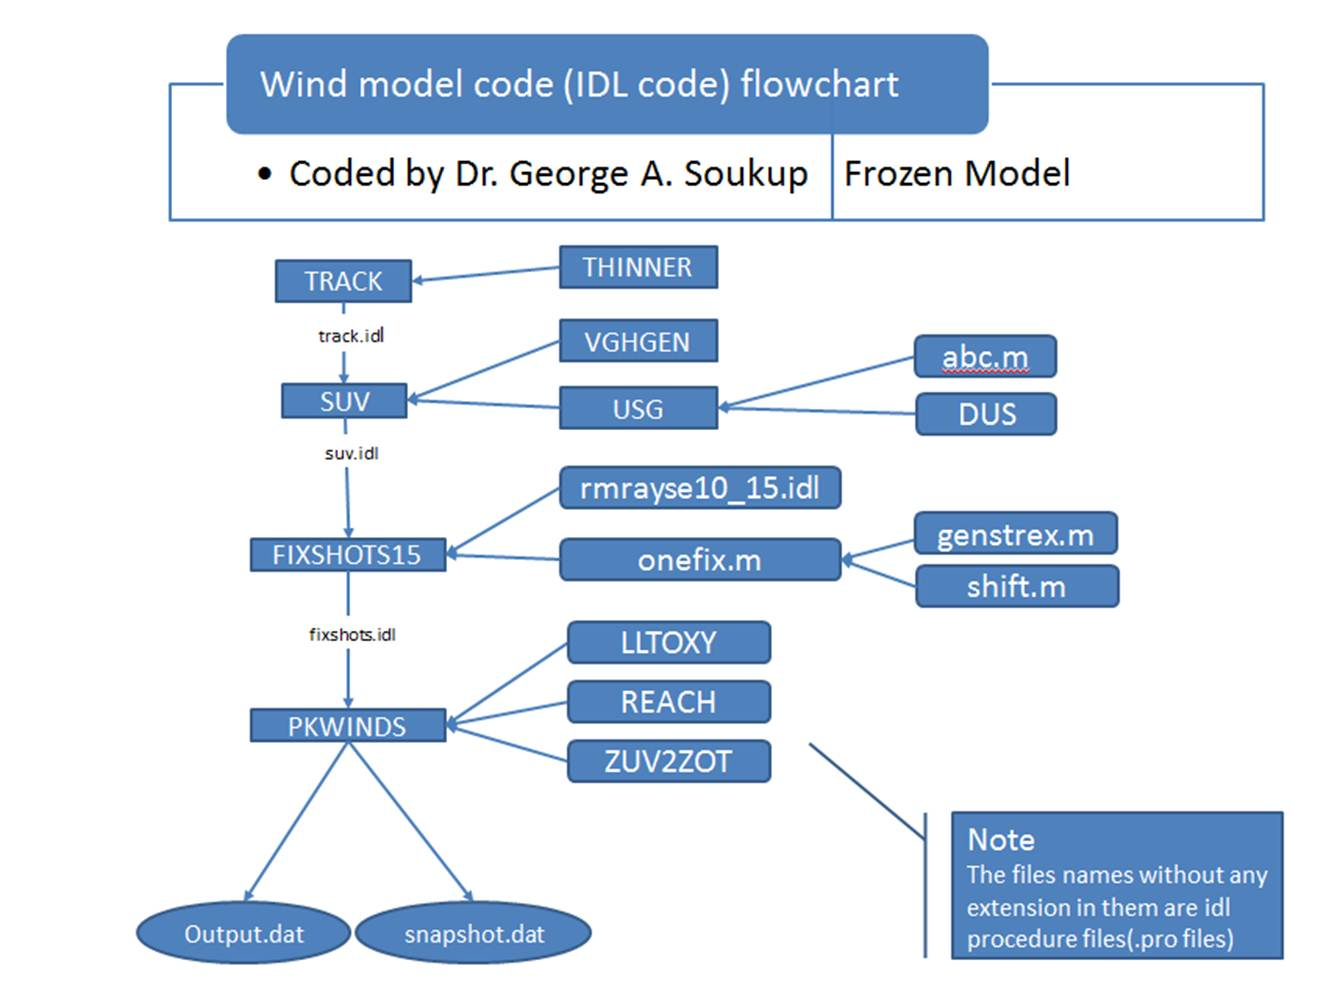 Wind model code (IDL code) flowchart
• Coded by Dr. George A. Soukup
Frozen Model
TRACK
THINNER
track.idl
VGHGEN
abc.m
SUV
USG
DUS
suv.idl
rmrayse10_15.idl
genstrex.m
FIXSHOTS15
onefix.m
shift.m
fixshots.idl
LLTOXY
REACH
PKWINDS
ZUV2ZOT
Note
The files names without any
extension in them are idl
procedure files(.pro files)
Output.dat
snapshot.dat